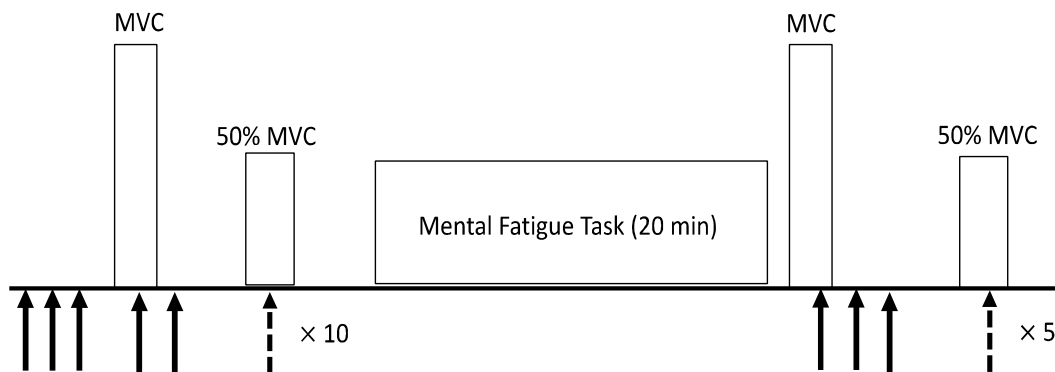 MVC
MVC
50% MVC
50% MVC
Mental Fatigue Task (20 min)
× 10
× 5